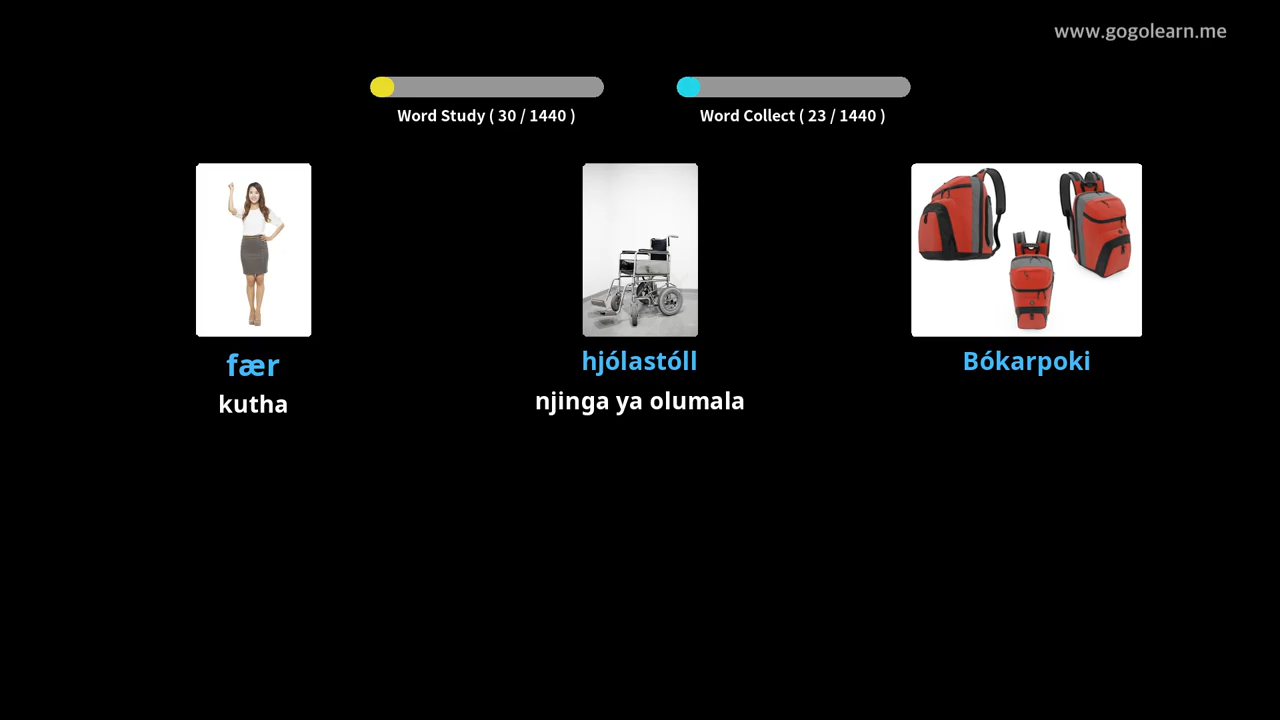 www.gogolearn.me
Word Study ( 30 / 1440 )
Word Collect ( 23 / 1440 )
fær
kutha
hjólastóll
njinga ya olumala
Bókarpoki